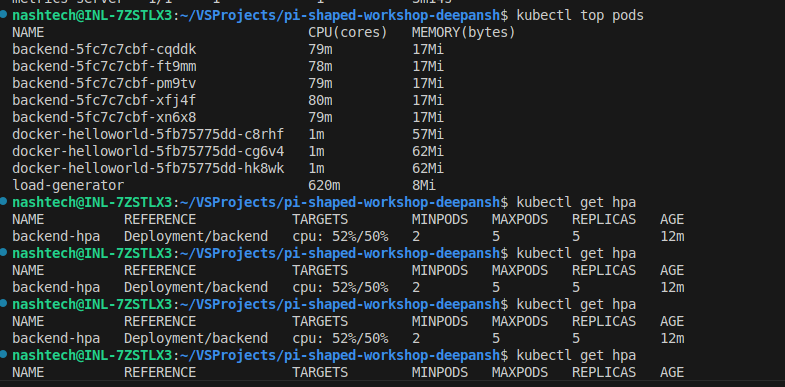 metrics-server 1/1 1 1 5m14s
nashtech@INL-7ZSTLX3:~/VSProjects/pi-shaped-workshop-deepansh$ kubectl top pods
NAME CPU(cores) MEMORY(bytes)
backend-5fc7c7cbf-cqddk 79m 17Mi
backend-5fc7c7cbf-ft9mm 78m 17Mi
backend-5fc7c7cbf-pm9tv 79m 17Mi
backend-5fc7c7cbf-xfj4f 80m 17Mi
backend-5fc7c7cbf-xn6x8 79m 17Mi
docker-helloworld-5fb75775dd-c8rhf 1m 57Mi
docker-helloworld-5fb75775dd-cg6v4 1m 62Mi
docker-helloworld-5fb75775dd-hk8wk 1m 62Mi
load-generator 620m 8Mi
nashtech@INL-7ZSTLX3:~/VSProjects/pi-shaped-workshop-deepansh$ kubectl get hpa
NAME REFERENCE TARGETS MINPODS MAXPODS REPLICAS AGE
backend-hpa Deployment/backend cpu: 52%/50% 2 5 5 12m
nashtech@INL-7ZSTLX3:~/VSProjects/pi-shaped-workshop-deepansh$ kubectl get hpa
NAME REFERENCE TARGETS MINPODS MAXPODS REPLICAS AGE
backend-hpa Deployment/backend cpu: 52%/50% 2 5 5 12m
nashtech@INL-7ZSTLX3:~/VSProjects/pi-shaped-workshop-deepansh$ kubectl get hpa
NAME REFERENCE TARGETS MINPODS MAXPODS REPLICAS AGE
backend-hpa Deployment/backend cpu: 52%/50% 2 5 5 12m
nashtech@INL-7ZSTLX3:~/VSProjects/pi-shaped-workshop-deepansh$ kubectl get hpa
NAME REFERENCE TARGETS MINPODS MAXPODS REPLICAS AGE